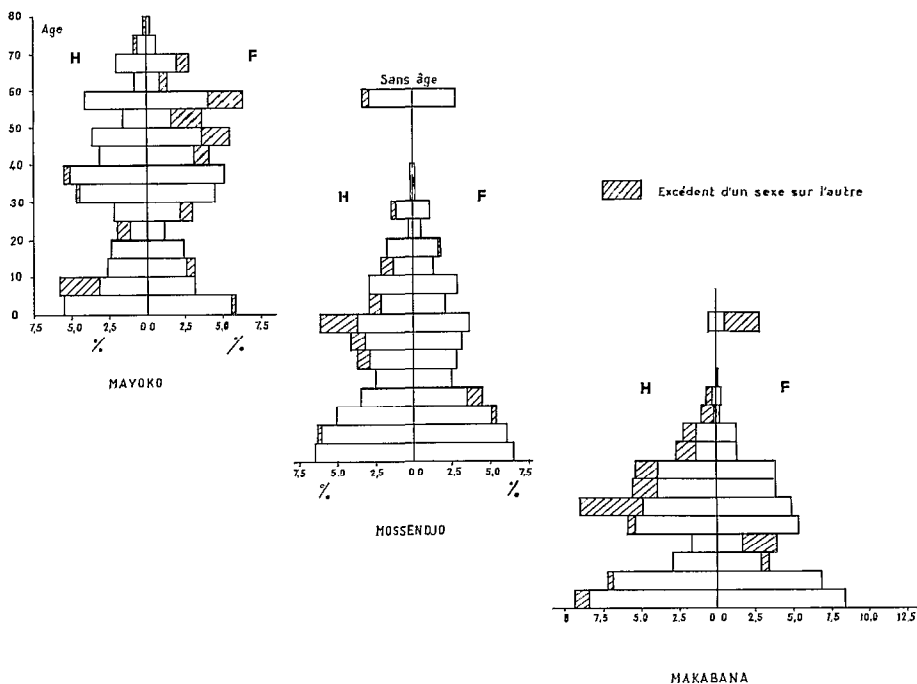 80
Age
70
60
50
40
30
20
10
0
H
F
7,5 5,0 2,5 0 0 2,5 5,0 7,5
%
%
MAYOKO
Sans âge
H
F
7,5 5,0 2,5 0 0 2,5 5,0 7,5
%
%
MOSSENDJO
Excédent d'un sexe sur l'autre
H
F
8 7,5 5,0 2,5 0 0 2,5 5,0 7,5 10,0 12,5
MAKABANA